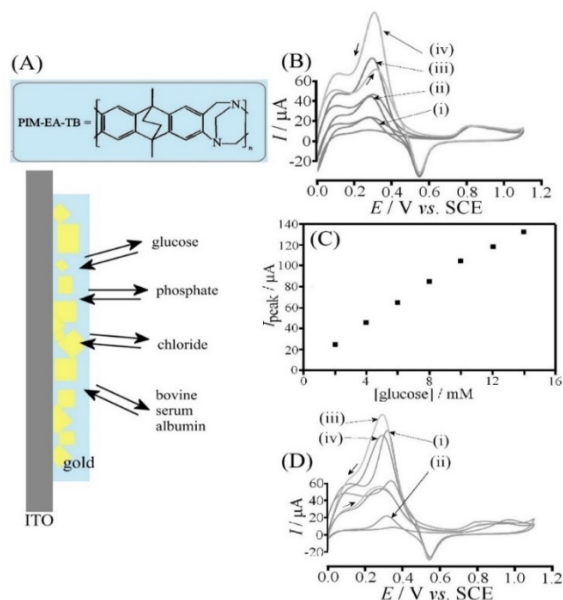 (A)
PIM-EA-TB =
N
N
n
glucose
phosphate
chloride
bovine
serum
albumin
gold
ITO
(B)
(iv)
(iii)
(ii)
(i)
60
40
20
0
-20
I / µA
0.0 0.2 0.4 0.6 0.8 1.0 1.2
E / V vs. SCE
(C)
140
120
100
80
60
40
20
0
Ipeak / µA
0 4 8 12 16
[glucose] / mM
(D)
(iii)
(iv)
(i)
(ii)
60
40
20
0
-20
I / µA
0.0 0.2 0.4 0.6 0.8 1.0 1.2
E / V vs. SCE